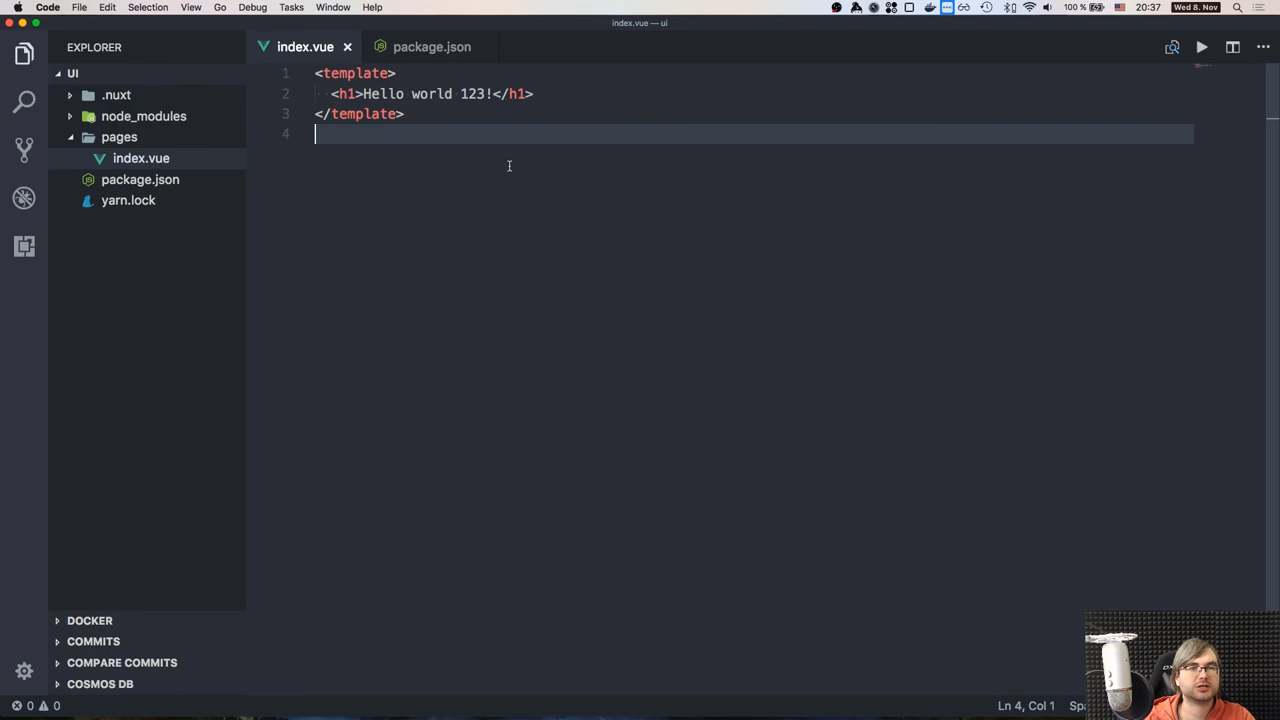 Code File Edit Selection View Go Debug Tasks Window Help 100 % 20:37 Wed 8. Nov
index.vue — ui
EXPLORER index.vue package.json
UI
.nuxt
node_modules
pages
index.vue
package.json
yarn.lock
1 <template>
2 <h1>Hello world 123!</h1>
3 </template>
4
DOCKER
COMMITS
COMPARE COMMITS
COSMOS DB
0 0 Ln 4, Col 1